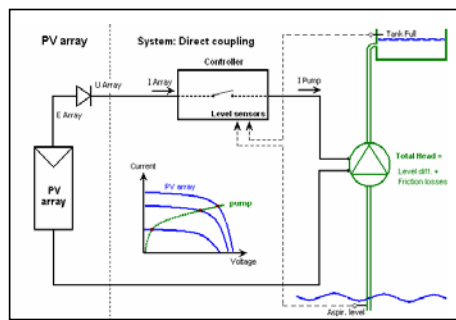 PV array
System: Direct coupling
Tank Full
Controller
U Array
I Array
I Pump
Level sensors
E Array
Total Head =
Level diff. +
Friction losses
PV
array
Current
PV array
pump
Voltage
Aspir. level